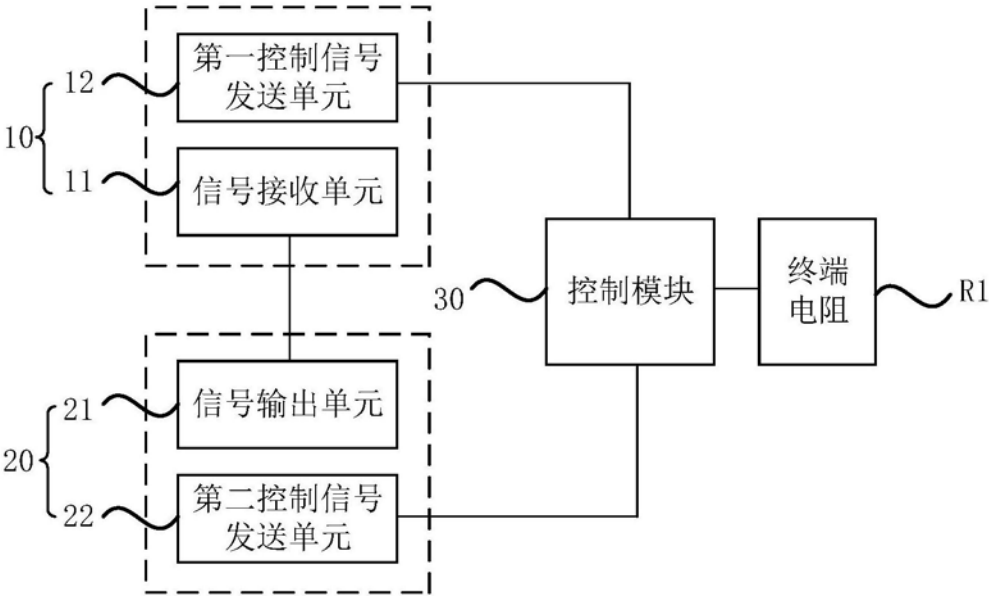 12
第一控制信号
发送单元
10
11
信号接收单元
30
控制模块
终端
电阻
R1
21
信号输出单元
20
22
第二控制信号
发送单元